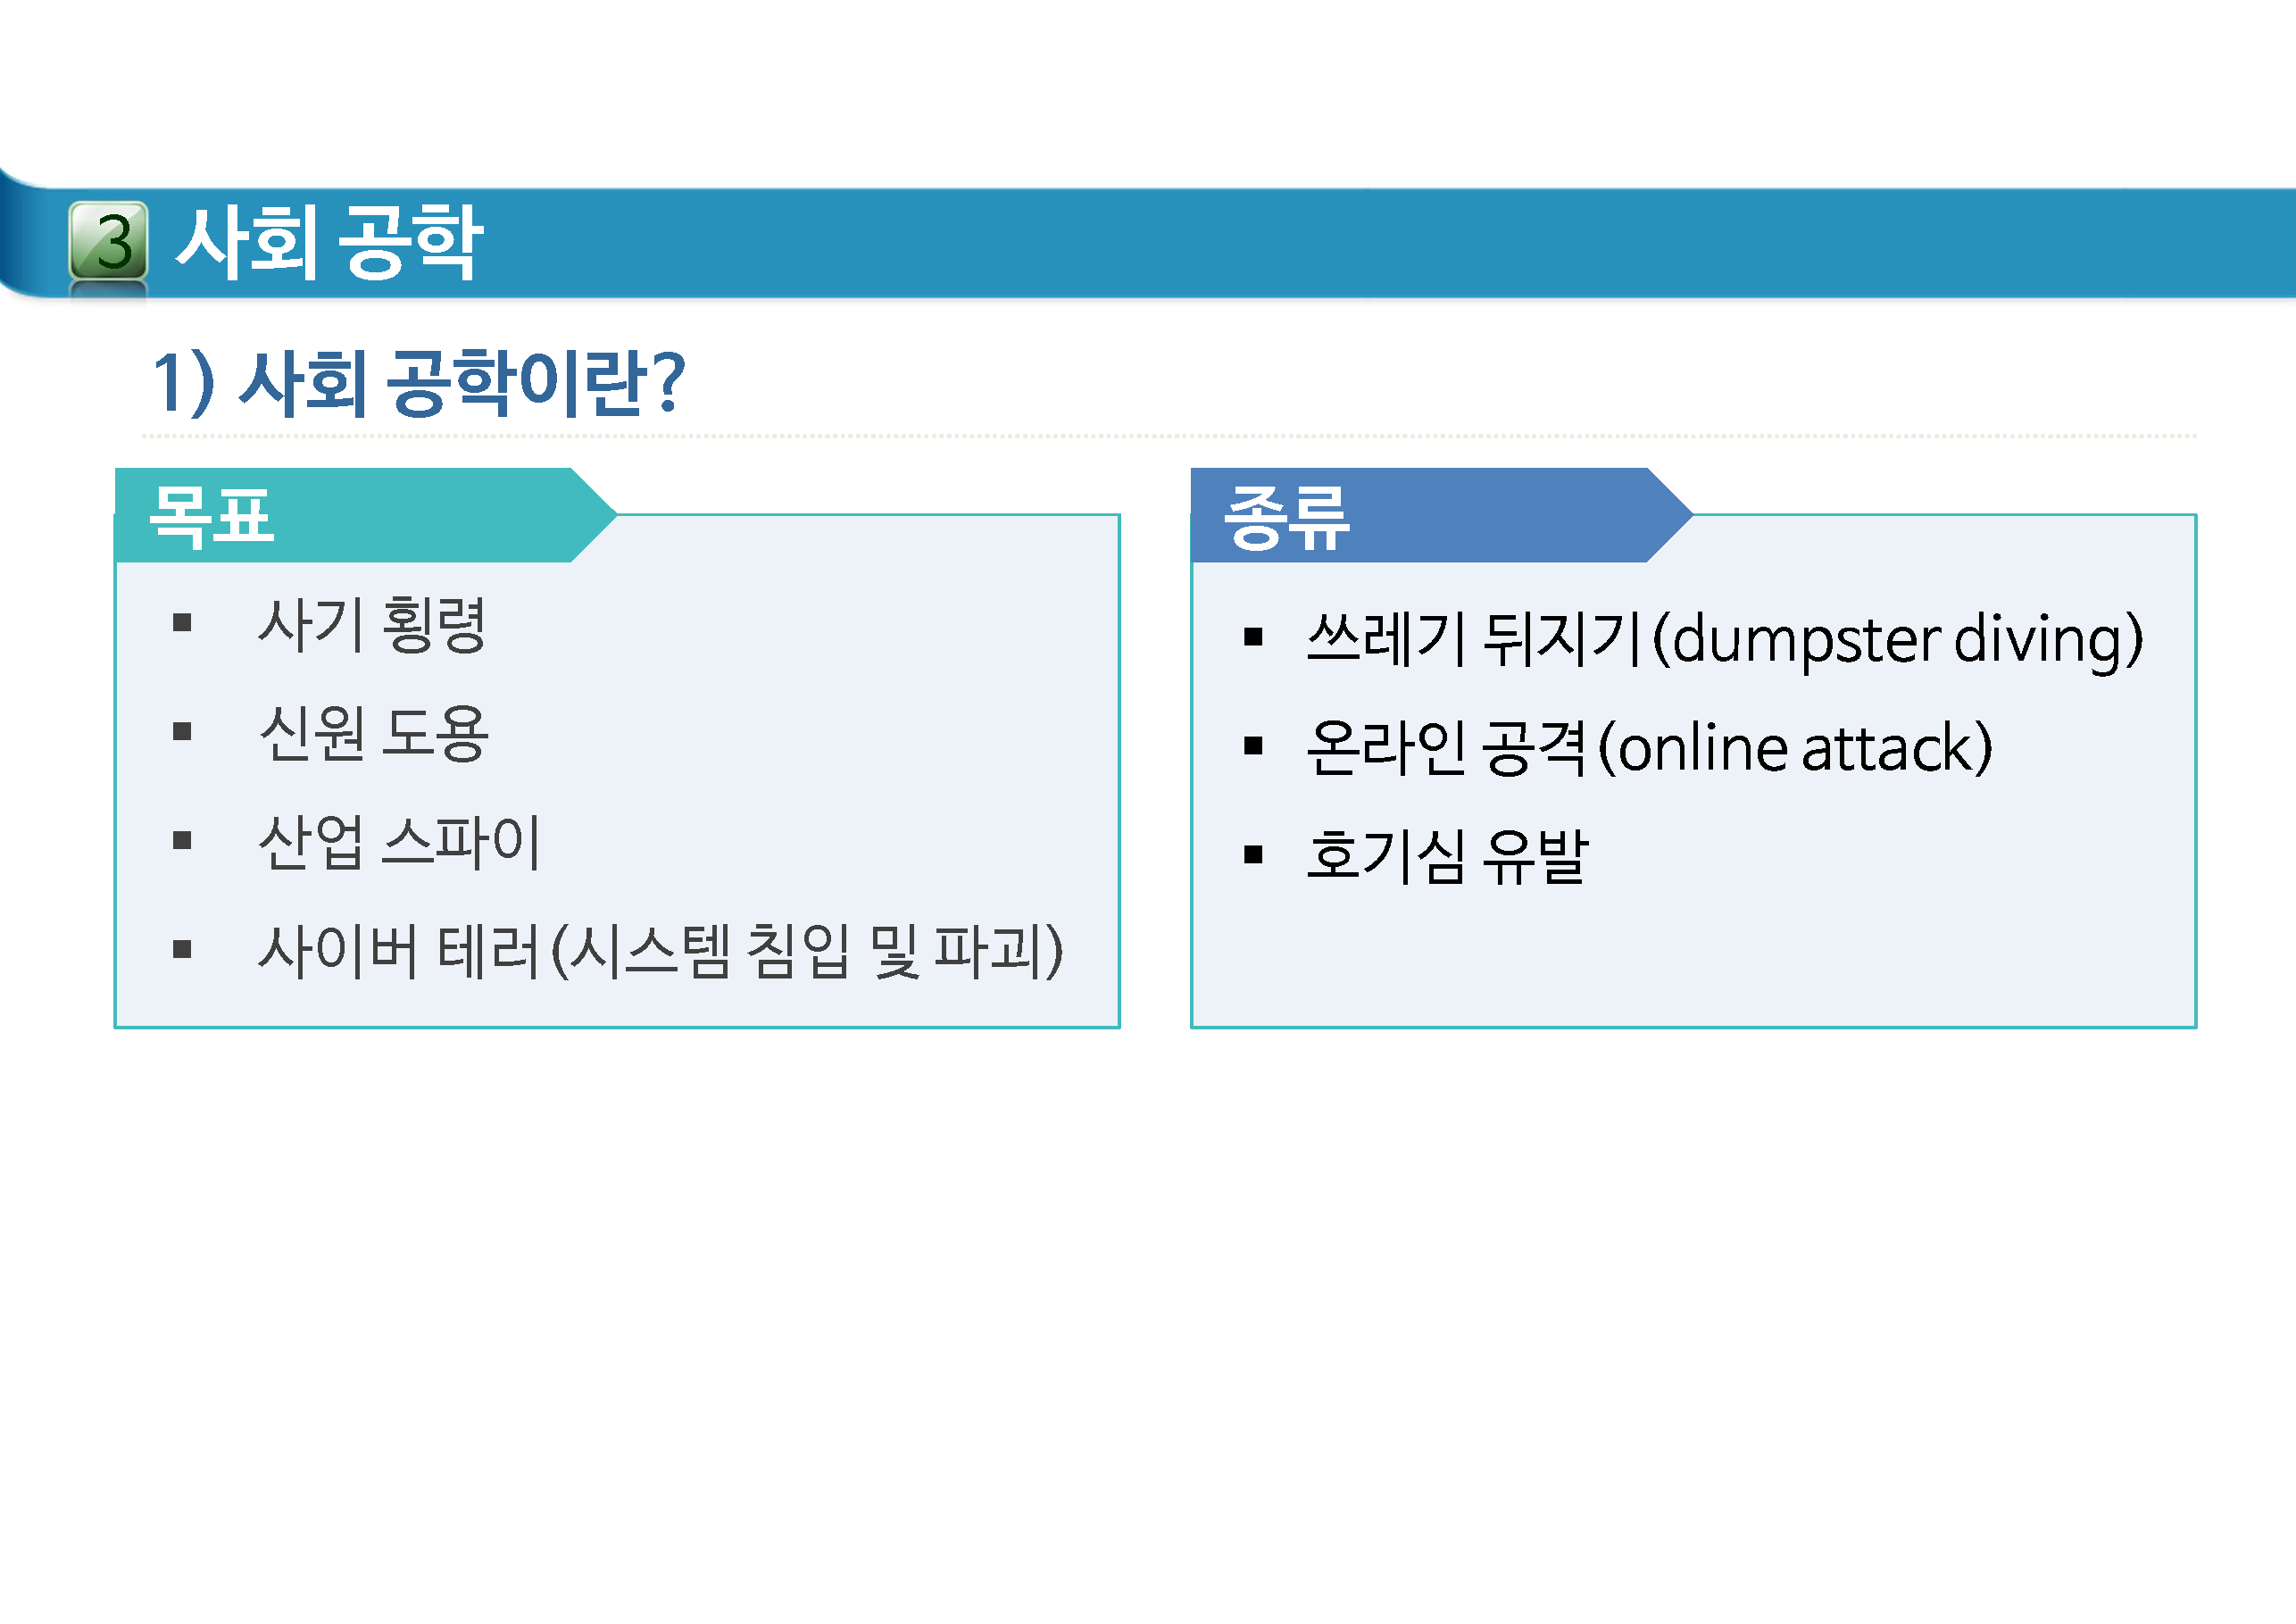 3 사회 공학
1) 사회 공학이란?
목표
▪ 사기 횡령
▪ 신원 도용
▪ 산업 스파이
▪ 사이버 테러(시스템 침입 및 파괴)
종류
▪ 쓰레기 뒤지기(dumpster diving)
▪ 온라인 공격(online attack)
▪ 호기심 유발